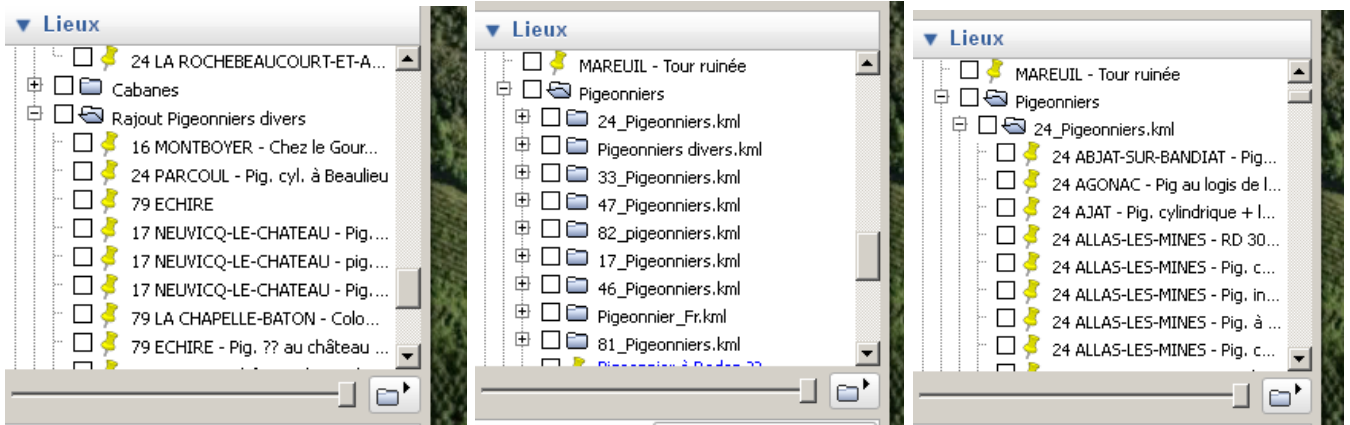 Lieux
24 LA ROCHEBEAUCOURT-ET-A...
Cabanes
Rajout Pigeonniers divers
16 MONTBOYER - Chez le Gour...
24 PARCOUL - Pig. cyl. à Beaulieu
79 ECHIRE
17 NEUVICQ-LE-CHATEAU - Pig....
17 NEUVICQ-LE-CHATEAU - pig....
17 NEUVICQ-LE-CHATEAU - Pig....
79 LA CHAPELLE-BATON - Colo...
79 ECHIRE - Pig. ?? au château ...
Lieux
MAREUIL - Tour ruinée
Pigeonniers
24_Pigeonniers.kml
Pigeonniers divers.kml
33_Pigeonniers.kml
47_Pigeonniers.kml
82_pigeonniers.kml
17_Pigeonniers.kml
46_Pigeonniers.kml
Pigeonnier_Fr.kml
81_Pigeonniers.kml
Lieux
MAREUIL - Tour ruinée
Pigeonniers
24_Pigeonniers.kml
24 ABJAT-SUR-BANDIAT - Pig...
24 AGONAC - Pig au logis de l...
24 AJAT - Pig. cylindrique + l...
24 ALLAS-LES-MINES - RD 30...
24 ALLAS-LES-MINES - Pig. c...
24 ALLAS-LES-MINES - Pig. in...
24 ALLAS-LES-MINES - Pig. à ...
24 ALLAS-LES-MINES - Pig. c...